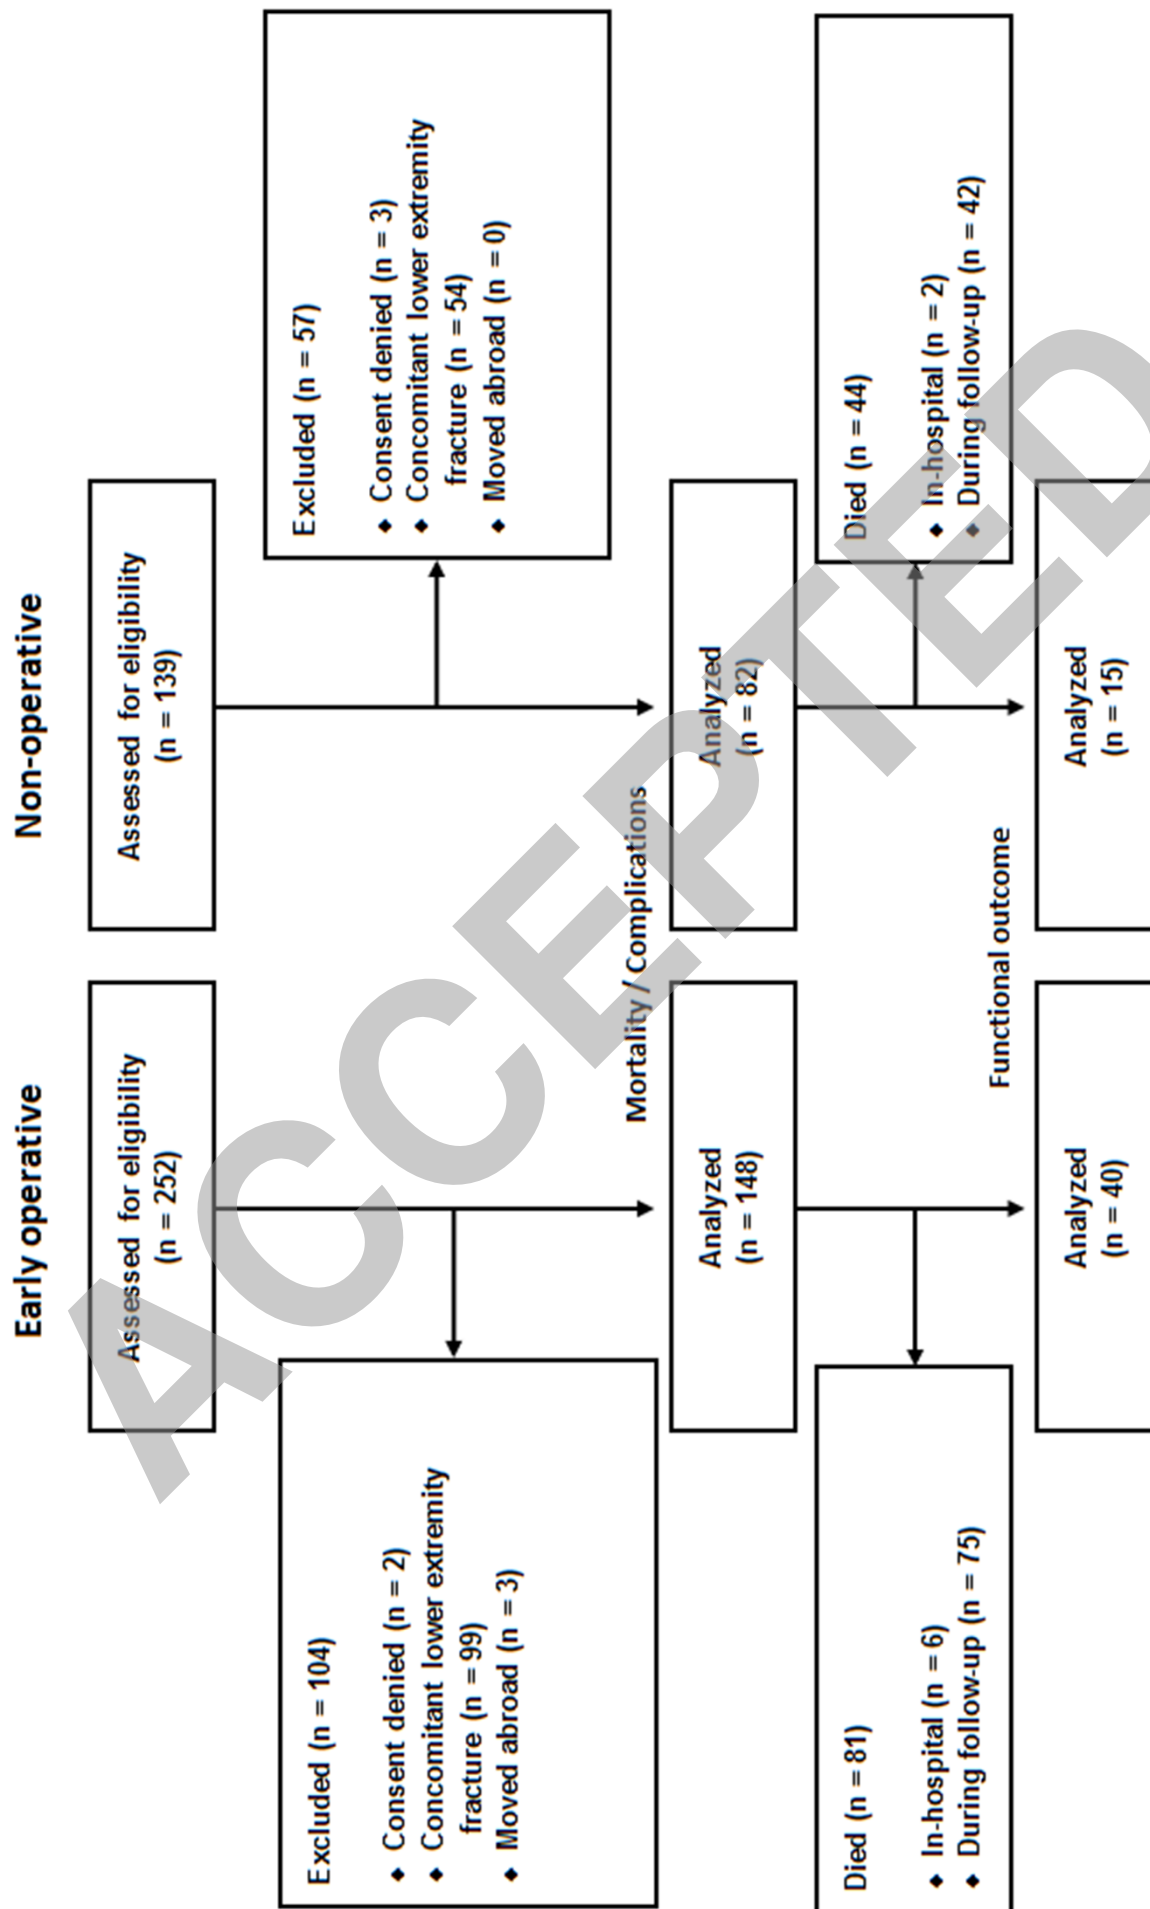 Early operative
Non-operative
Assessed for eligibility
(n = 252)
Assessed for eligibility
(n = 139)
Excluded (n = 104)
♦ Consent denied (n = 2)
♦ Concomitant lower extremity
fracture (n = 99)
♦ Moved abroad (n = 3)
Excluded (n = 57)
♦ Consent denied (n = 3)
♦ Concomitant lower extremity
fracture (n = 54)
♦ Moved abroad (n = 0)
Mortality / Complications
Analyzed
(n = 148)
Analyzed
(n = 82)
Died (n = 81)
♦ In-hospital (n = 6)
♦ During follow-up (n = 75)
Died (n = 44)
♦ In-hospital (n = 2)
♦ During follow-up (n = 42)
Functional outcome
Analyzed
(n = 40)
Analyzed
(n = 15)
ACCEPTED